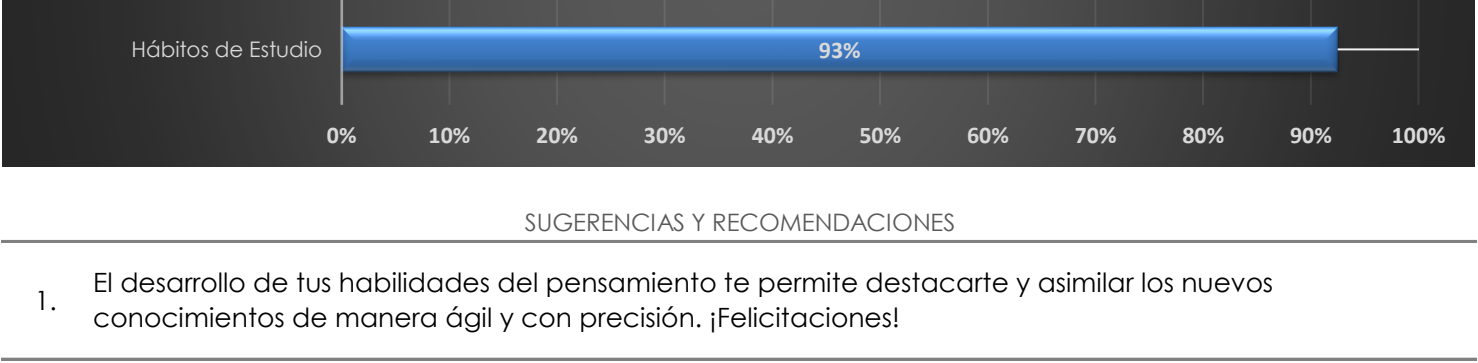 Hábitos de Estudio 93%
0% 10% 20% 30% 40% 50% 60% 70% 80% 90% 100%
SUGERENCIAS Y RECOMENDACIONES
1. El desarrollo de tus habilidades del pensamiento te permite destacarte y asimilar los nuevos
conocimientos de manera ágil y con precisión. ¡Felicitaciones!